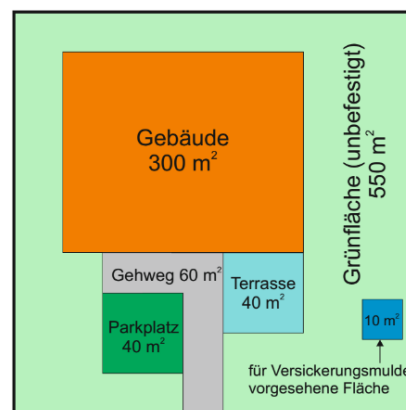 Gebäude
300 m²
Grünfläche (unbefestigt)
550 m²
Gehweg 60 m²
Terrasse
40 m²
Parkplatz
40 m²
10 m²
für Versickerungsmulde
vorgesehene Fläche